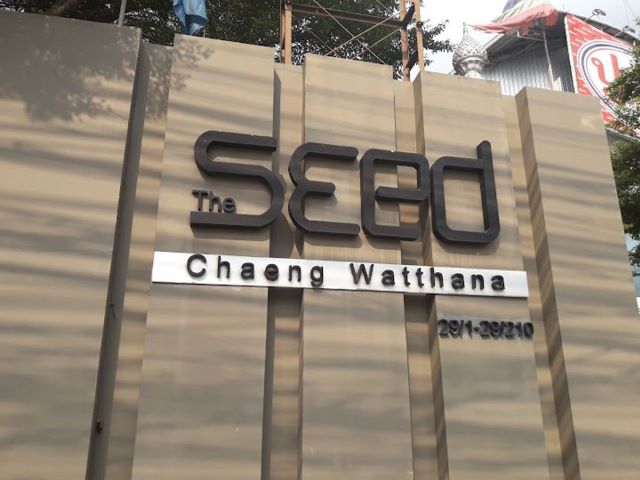 The SEED
Chaeng Watthana
29/1-29/210